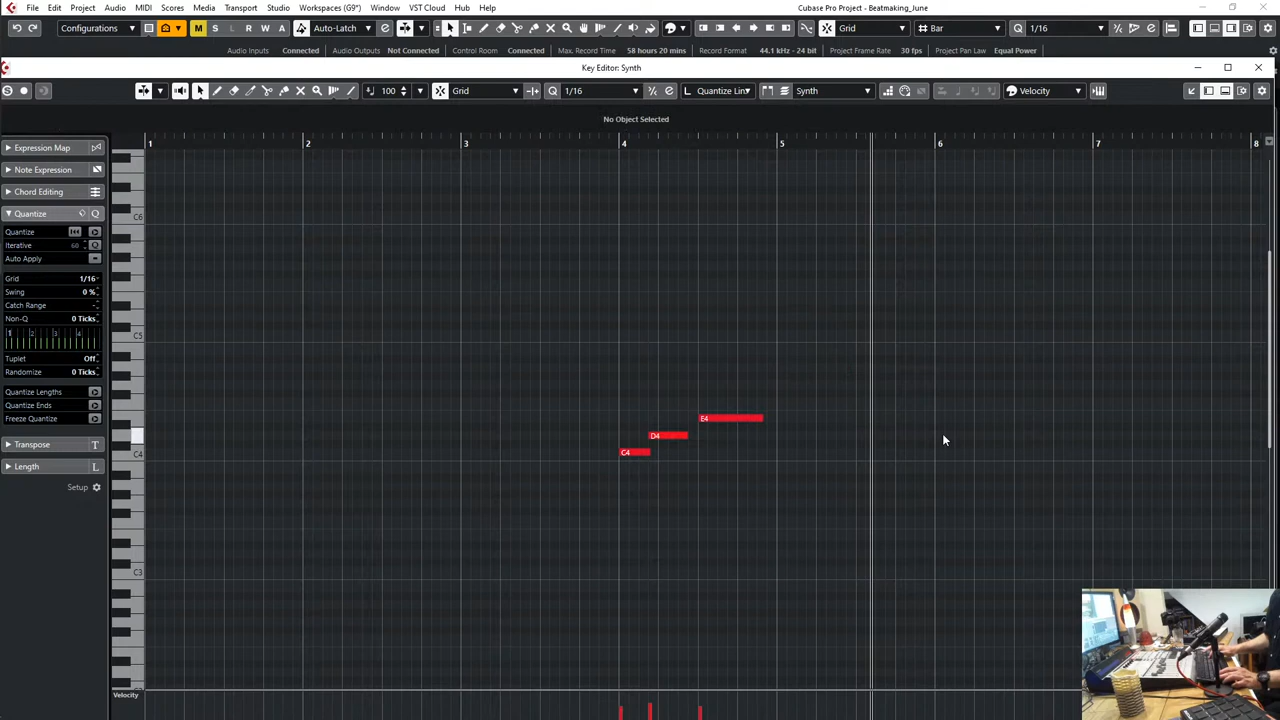 File Edit Project Audio MIDI Scores Media Transport Studio Workspaces (G9*) Window VST Cloud Hub Help Cubase Pro Project - Beatmaking_June
Configurations M S L R W A Auto-Latch Grid Bar 1/16
Audio Inputs Connected Audio Outputs Not Connected Control Room Connected Max. Record Time 58 hours 20 mins Record Format 44.1 kHz - 24 bit Project Frame Rate 30 fps Project Pan Law Equal Power
Key Editor: Synth
S 100 Grid 1/16 Quantize Lin Synth Velocity
No Object Selected
1 2 3 4 5 6 7 8
Expression Map
Note Expression
Chord Editing
Quantize Q
C6
Quantize
Iterative 60 Q
Auto Apply
Grid 1/16
Swing 0 %
Catch Range -
Non-Q 0 Ticks
1 2 3 4
C5
Tuplet Off
Randomize 0 Ticks
Quantize Lengths
Quantize Ends
Freeze Quantize
E4
D4
Transpose T
C4 C4
Length L
Setup
C3
Velocity